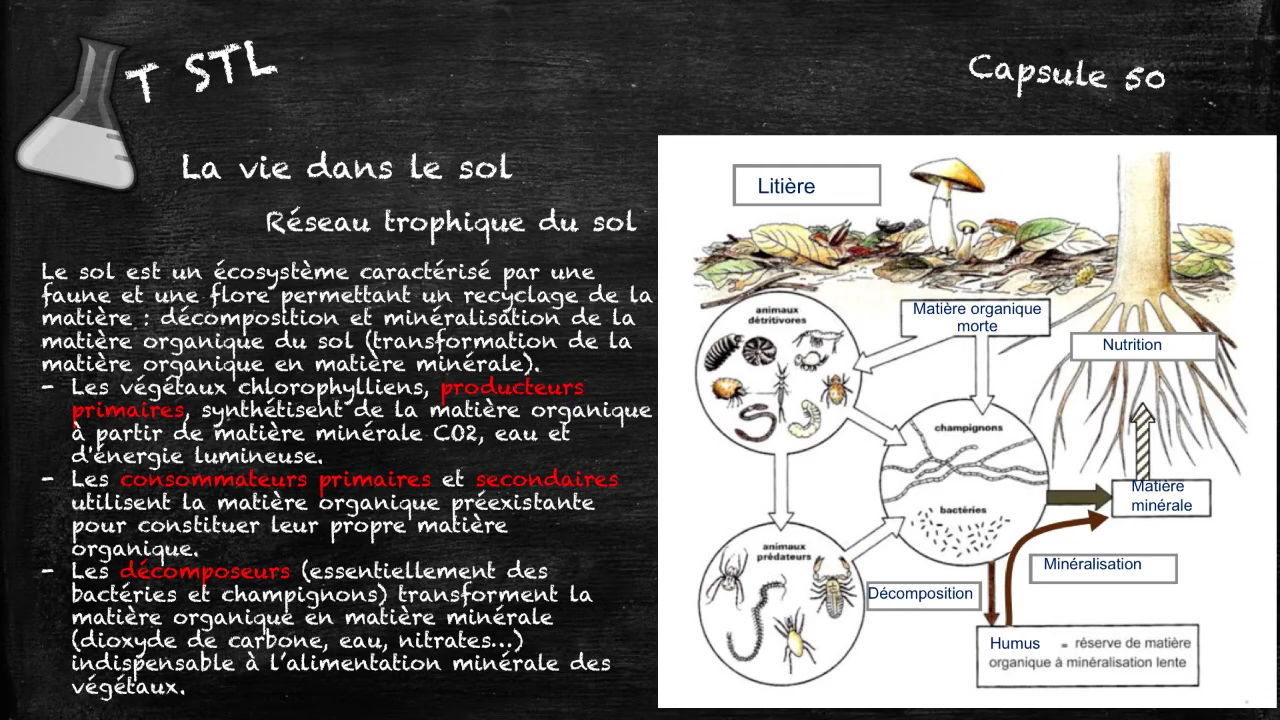 T STL
Capsule 50
La vie dans le sol
Réseau trophique du sol
Le sol est un écosystème caractérisé par une
faune et une flore permettant un recyclage de la
matière : décomposition et minéralisation de la
matière organique du sol (transformation de la
matière organique en matière minérale).
- Les végétaux chlorophylliens, producteurs
primaires, synthétisent de la matière organique
à partir de matière minérale CO2, eau et
d'énergie lumineuse.
- Les consommateurs primaires et secondaires
utilisent la matière organique préexistante
pour constituer leur propre matière
organique.
- Les décomposeurs (essentiellement des
bactéries et champignons) transforment la
matière organique en matière minérale
(dioxyde de carbone, eau, nitrates...)
indispensable à l'alimentation minérale des
végétaux.
Litière
animaux
détritivores
Matière organique
morte
Nutrition
champignons
bactéries
Matière
minérale
animaux
prédateurs
Minéralisation
Décomposition
Humus = réserve de matière
organique à minéralisation lente